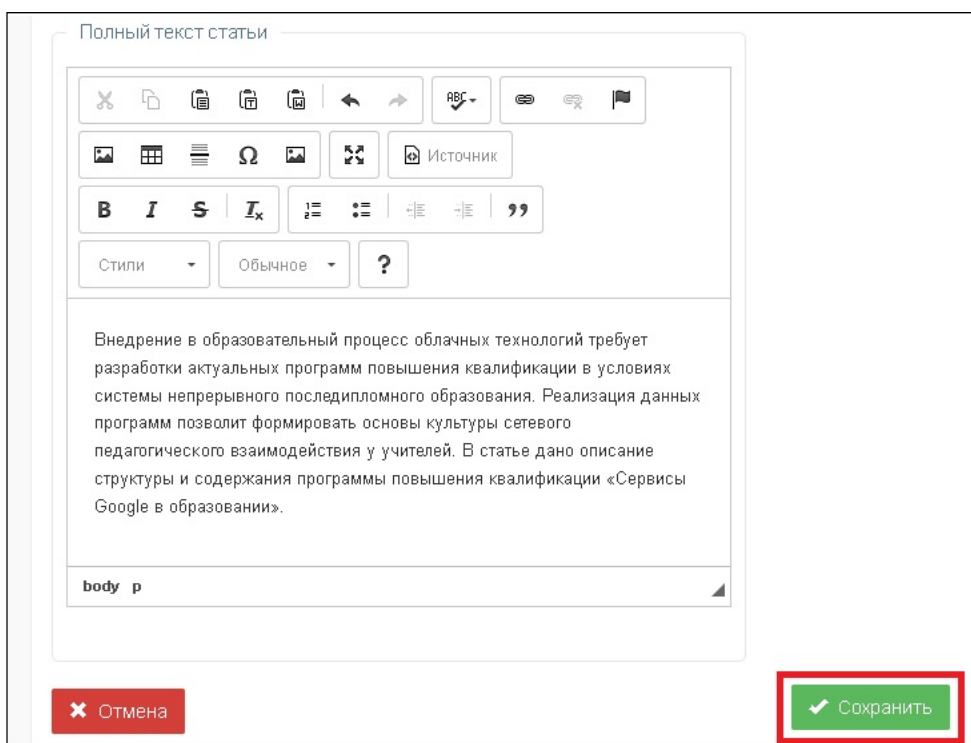 Полный текст статьи
ABC
Источник
B I S Ix
Стили Обычное ?
Внедрение в образовательный процесс облачных технологий требует
разработки актуальных программ повышения квалификации в условиях
системы непрерывного последипломного образования. Реализация данных
программ позволит формировать основы культуры сетевого
педагогического взаимодействия у учителей. В статье дано описание
структуры и содержания программы повышения квалификации «Сервисы
Google в образовании».
body p
Отмена
Сохранить